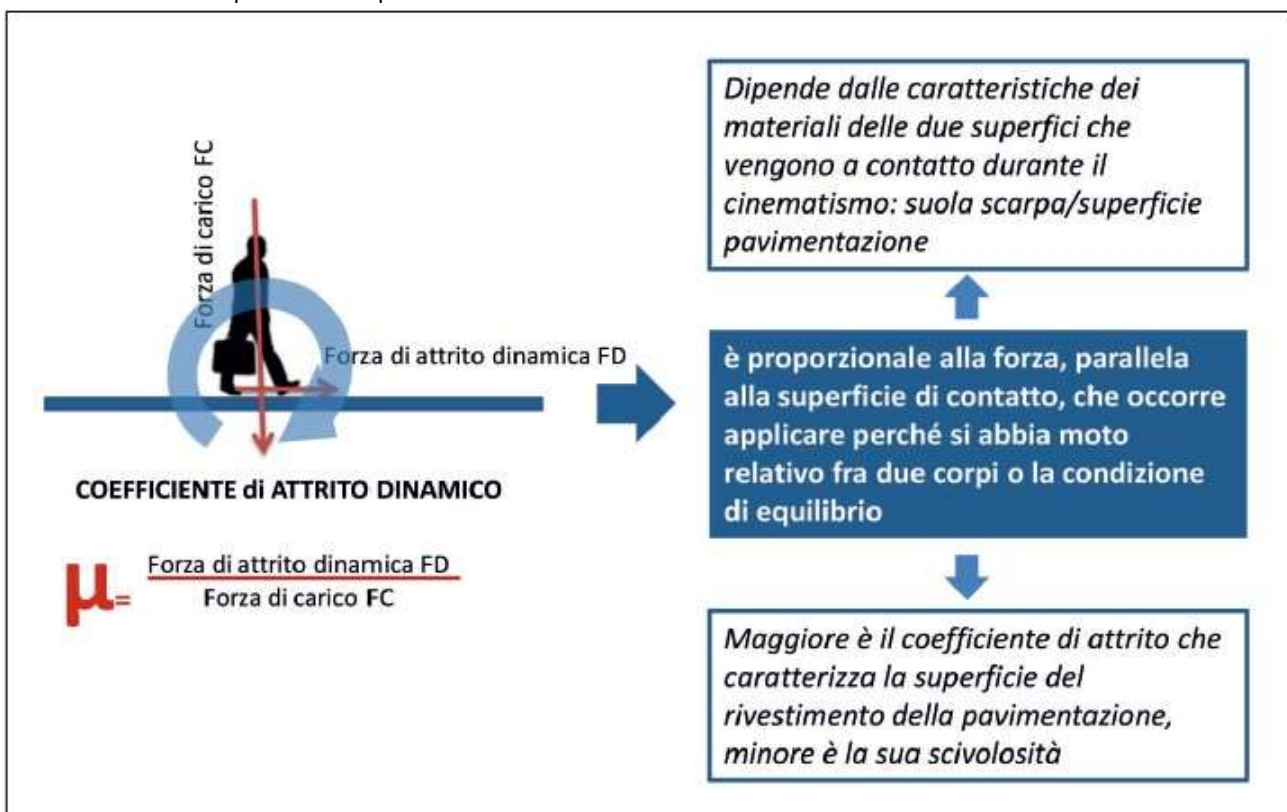 Forza di carico FC
Forza di attrito dinamica FD
COEFFICIENTE di ATTRITO DINAMICO
μ=
Forza di attrito dinamica FD
Forza di carico FC
Dipende dalle caratteristiche dei
materiali delle due superfici che
vengono a contatto durante il
cinematismo: suola scarpa/superficie
pavimentazione
è proporzionale alla forza, parallela
alla superficie di contatto, che occorre
applicare perché si abbia moto
relativo fra due corpi o la condizione
di equilibrio
Maggiore è il coefficiente di attrito che
caratterizza la superficie del
rivestimento della pavimentazione,
minore è la sua scivolosità